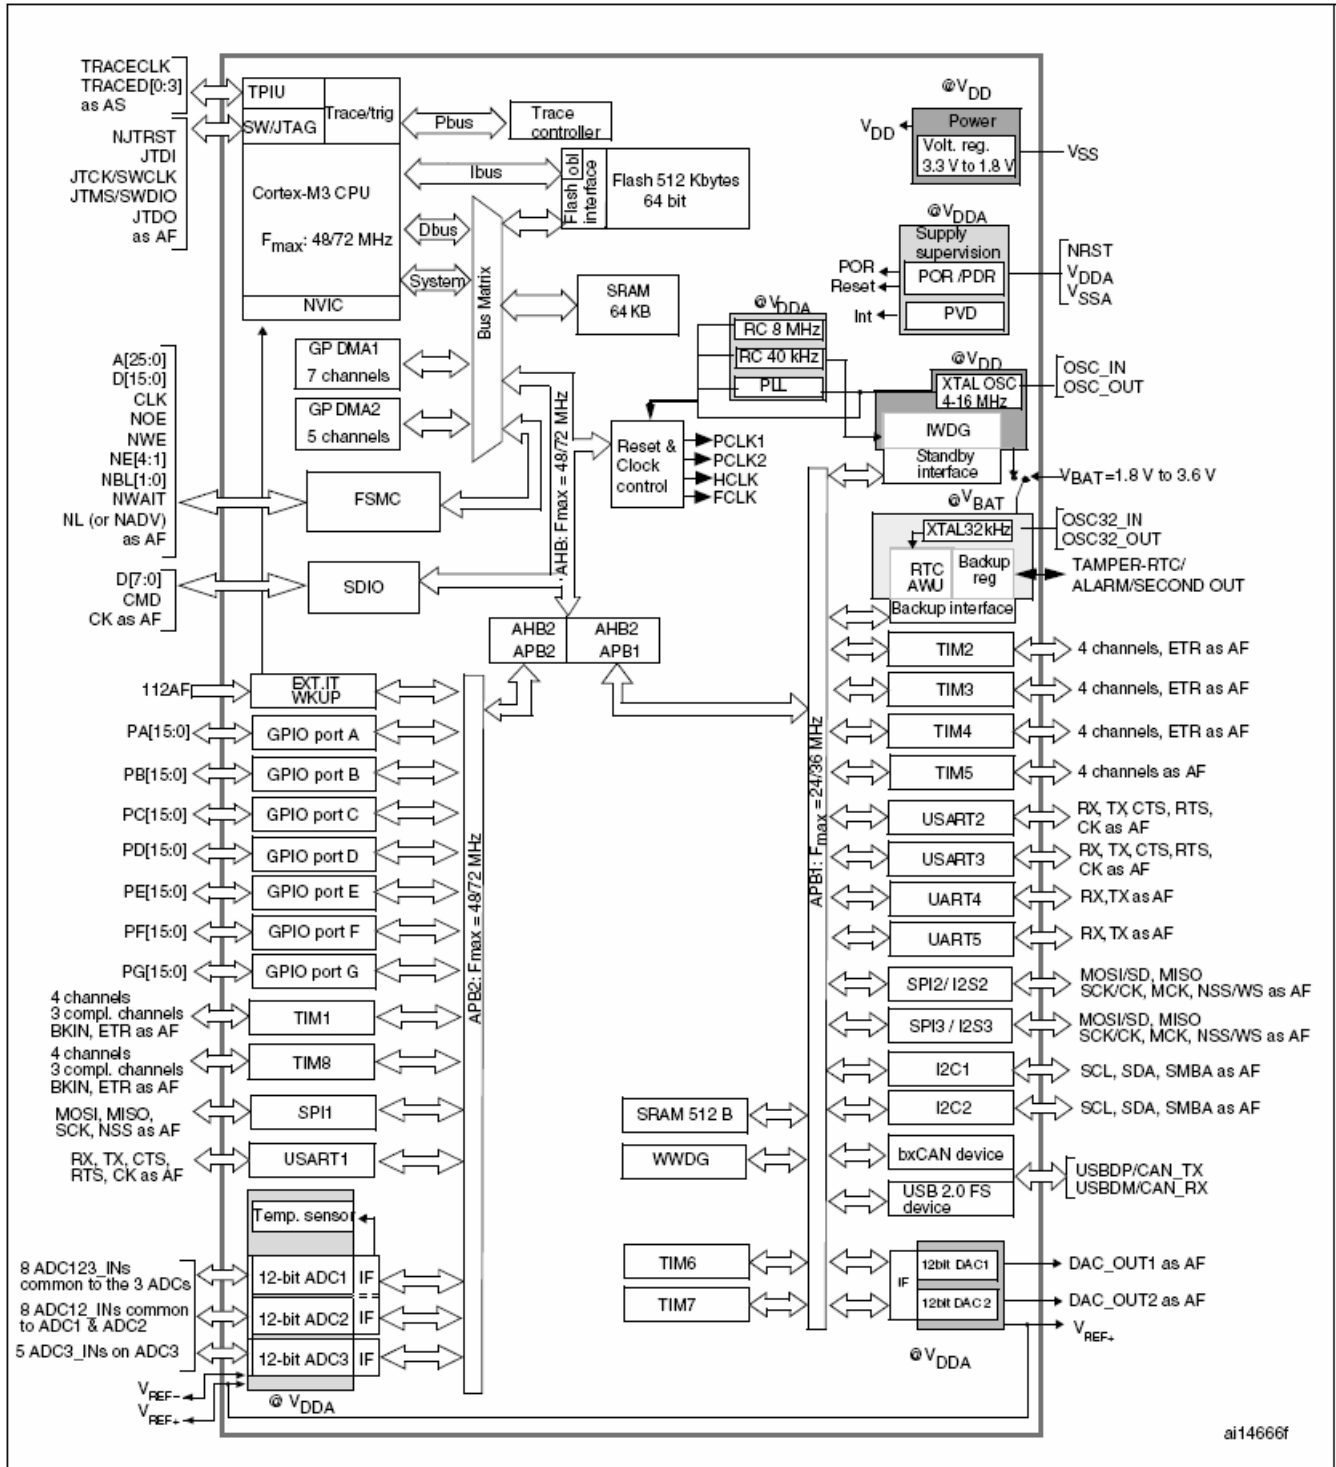 TRACECLK
TRACED[0:3]
as AS
NJTRST
JTDI
JTCK/SWCLK
JTMS/SWDIO
JTDO
as AF
TPIU
SW/JTAG
Trace/trig
Cortex-M3 CPU
Fmax: 48/72 MHz
NVIC
Pbus
Trace
controller
Ibus
Flash obl
interface
Flash 512 Kbytes
64 bit
Dbus
System
Bus Matrix
SRAM
64 KB
GP DMA1
7 channels
GP DMA2
5 channels
@VDD
Power
VDD
Volt. reg.
3.3 V to 1.8 V
VSS
@VDDA
Supply
supervision
POR
Reset
POR /PDR
Int
PVD
NRST
VDDA
VSSA
@VDDA
RC 8 MHz
RC 40 kHz
PLL
@VDD
XTAL OSC
4-16 MHz
OSC_IN
OSC_OUT
IWDG
Standby
interface
Reset &
Clock
control
PCLK1
PCLK2
HCLK
FCLK
VBAT=1.8 V to 3.6 V
@VBAT
XTAL32kHz
OSC32_IN
OSC32_OUT
RTC
AWU
Backup
reg
TAMPER-RTC/
ALARM/SECOND OUT
Backup interface
A[25:0]
D[15:0]
CLK
NOE
NWE
NE[4:1]
NBL[1:0]
NWAIT
NL (or NADV)
as AF
FSMC
D[7:0]
CMD
CK as AF
SDIO
AHB: Fmax = 48/72 MHz
AHB2
APB2
AHB2
APB1
112AF
EXT.IT
WKUP
PA[15:0]
GPIO port A
PB[15:0]
GPIO port B
PC[15:0]
GPIO port C
PD[15:0]
GPIO port D
PE[15:0]
GPIO port E
PF[15:0]
GPIO port F
PG[15:0]
GPIO port G
4 channels
3 compl. channels
BKIN, ETR as AF
TIM1
4 channels
3 compl. channels
BKIN, ETR as AF
TIM8
MOSI, MISO,
SCK, NSS as AF
SPI1
RX, TX, CTS,
RTS, CK as AF
USART1
Temp. sensor
8 ADC123_INs
common to the 3 ADCs
12-bit ADC1
IF
8 ADC12_INs common
to ADC1 & ADC2
12-bit ADC2
IF
5 ADC3_INs on ADC3
12-bit ADC3
IF
VREF-
VREF+
@ VDDA
APB2: Fmax = 48/72 MHz
APB1: Fmax = 24/36 MHz
TIM2
4 channels, ETR as AF
TIM3
4 channels, ETR as AF
TIM4
4 channels, ETR as AF
TIM5
4 channels as AF
USART2
RX, TX, CTS, RTS,
CK as AF
USART3
RX, TX, CTS, RTS,
CK as AF
UART4
RX,TX as AF
UART5
RX, TX as AF
SPI2/ I2S2
MOSI/SD, MISO
SCK/CK, MCK, NSS/WS as AF
SPI3 / I2S3
MOSI/SD, MISO
SCK/CK, MCK, NSS/WS as AF
I2C1
SCL, SDA, SMBA as AF
I2C2
SCL, SDA, SMBA as AF
SRAM 512 B
WWDG
bxCAN device
USB 2.0 FS
device
USBDP/CAN_TX
USBDM/CAN_RX
TIM6
TIM7
IF
12bit DAC1
DAC_OUT1 as AF
12bit DAC 2
DAC_OUT2 as AF
VREF+
@VDDA
ai14666f